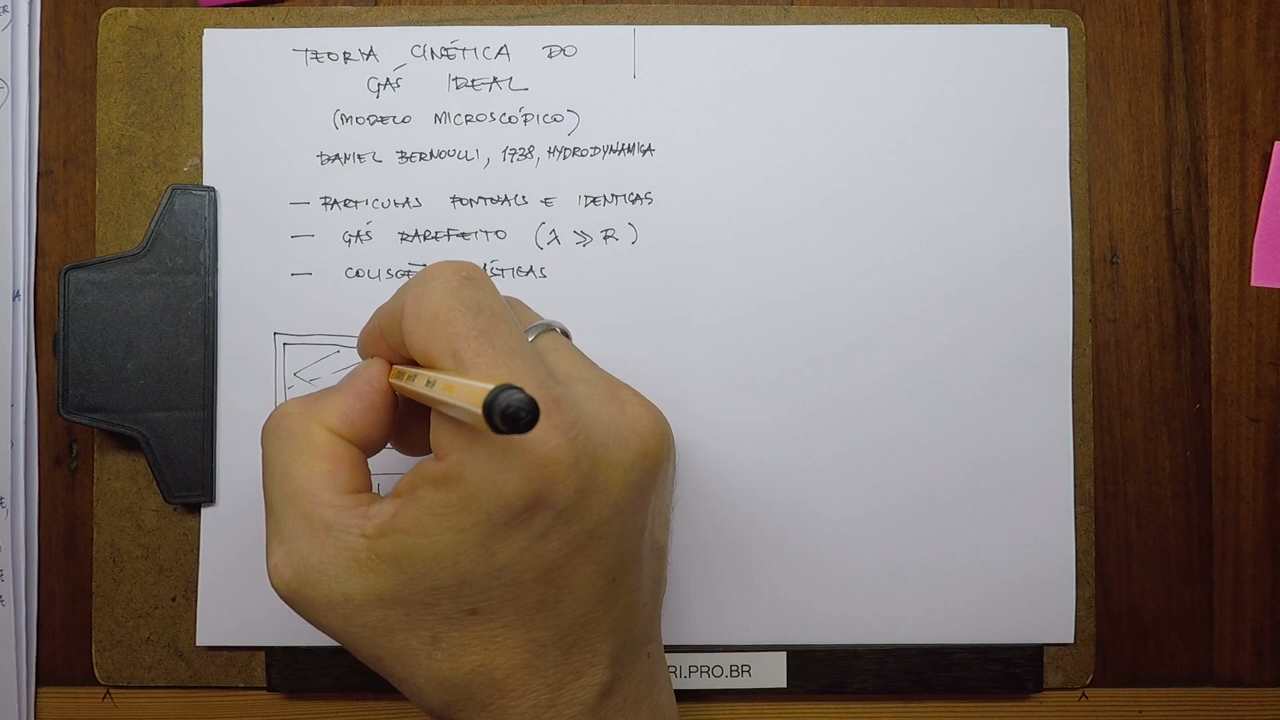 TEORIA CINÉTICA DO
GÁS IDEAL
(MODELO MICROSCÓPICO)
DANIEL BERNOULLI, 1738, HYDRODYNAMICA
— PARTICULAS PONTUAIS E IDENTICAS
— GÁS RAREFEITO (λ ≫ R)
—
L
RI.PRO.BR